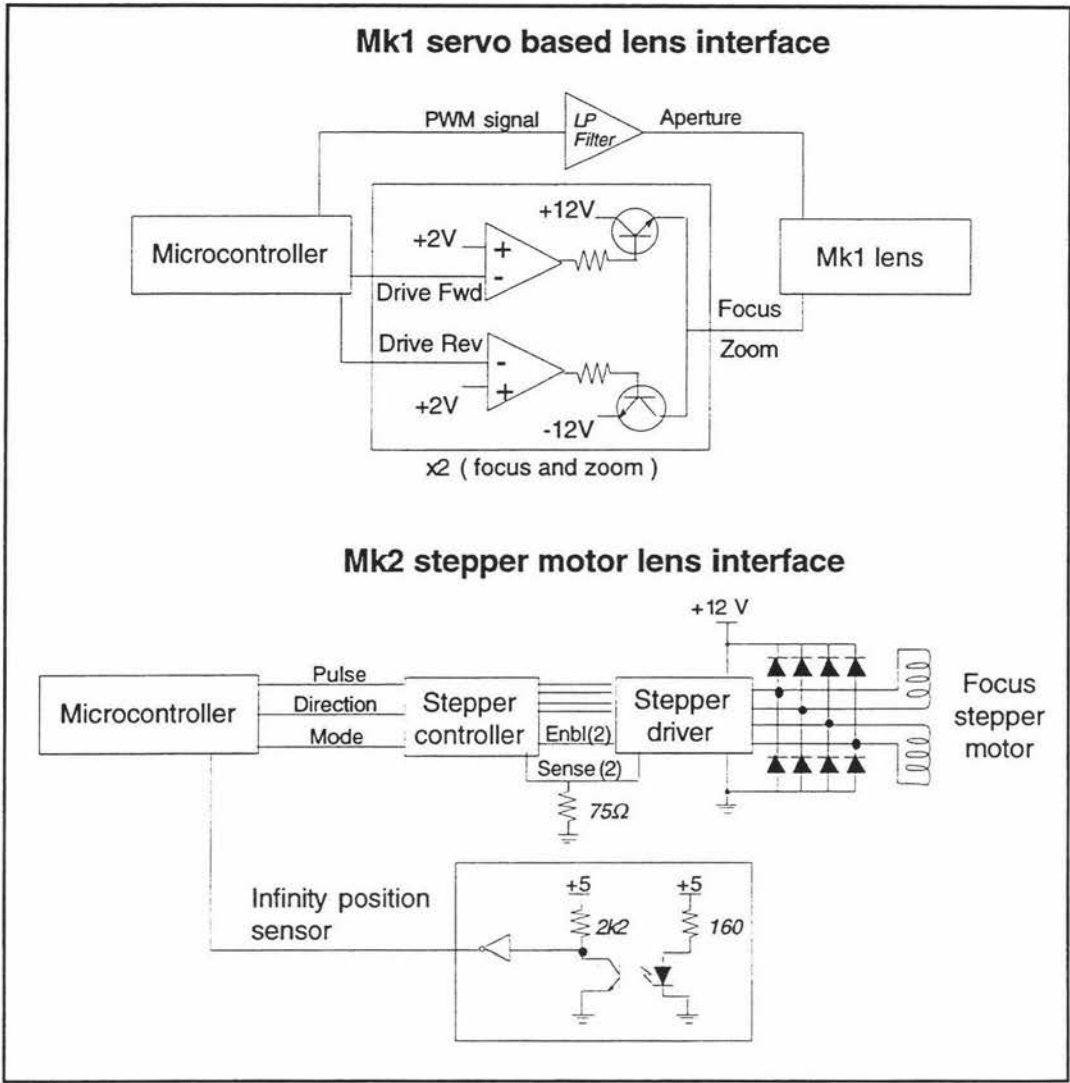 Mk1 servo based lens interface
PWM signal
LP Filter
Aperture
Microcontroller
+12V
+2V
+
-
Drive Fwd
Mk1 lens
Focus
Zoom
Drive Rev
-
+
+2V
-12V
x2 ( focus and zoom )
Mk2 stepper motor lens interface
+12 V
Microcontroller
Pulse
Direction
Mode
Stepper
controller
Enbl(2)
Sense (2)
Stepper
driver
Focus
stepper
motor
75Ω
Infinity position
sensor
+5
2k2
+5
160